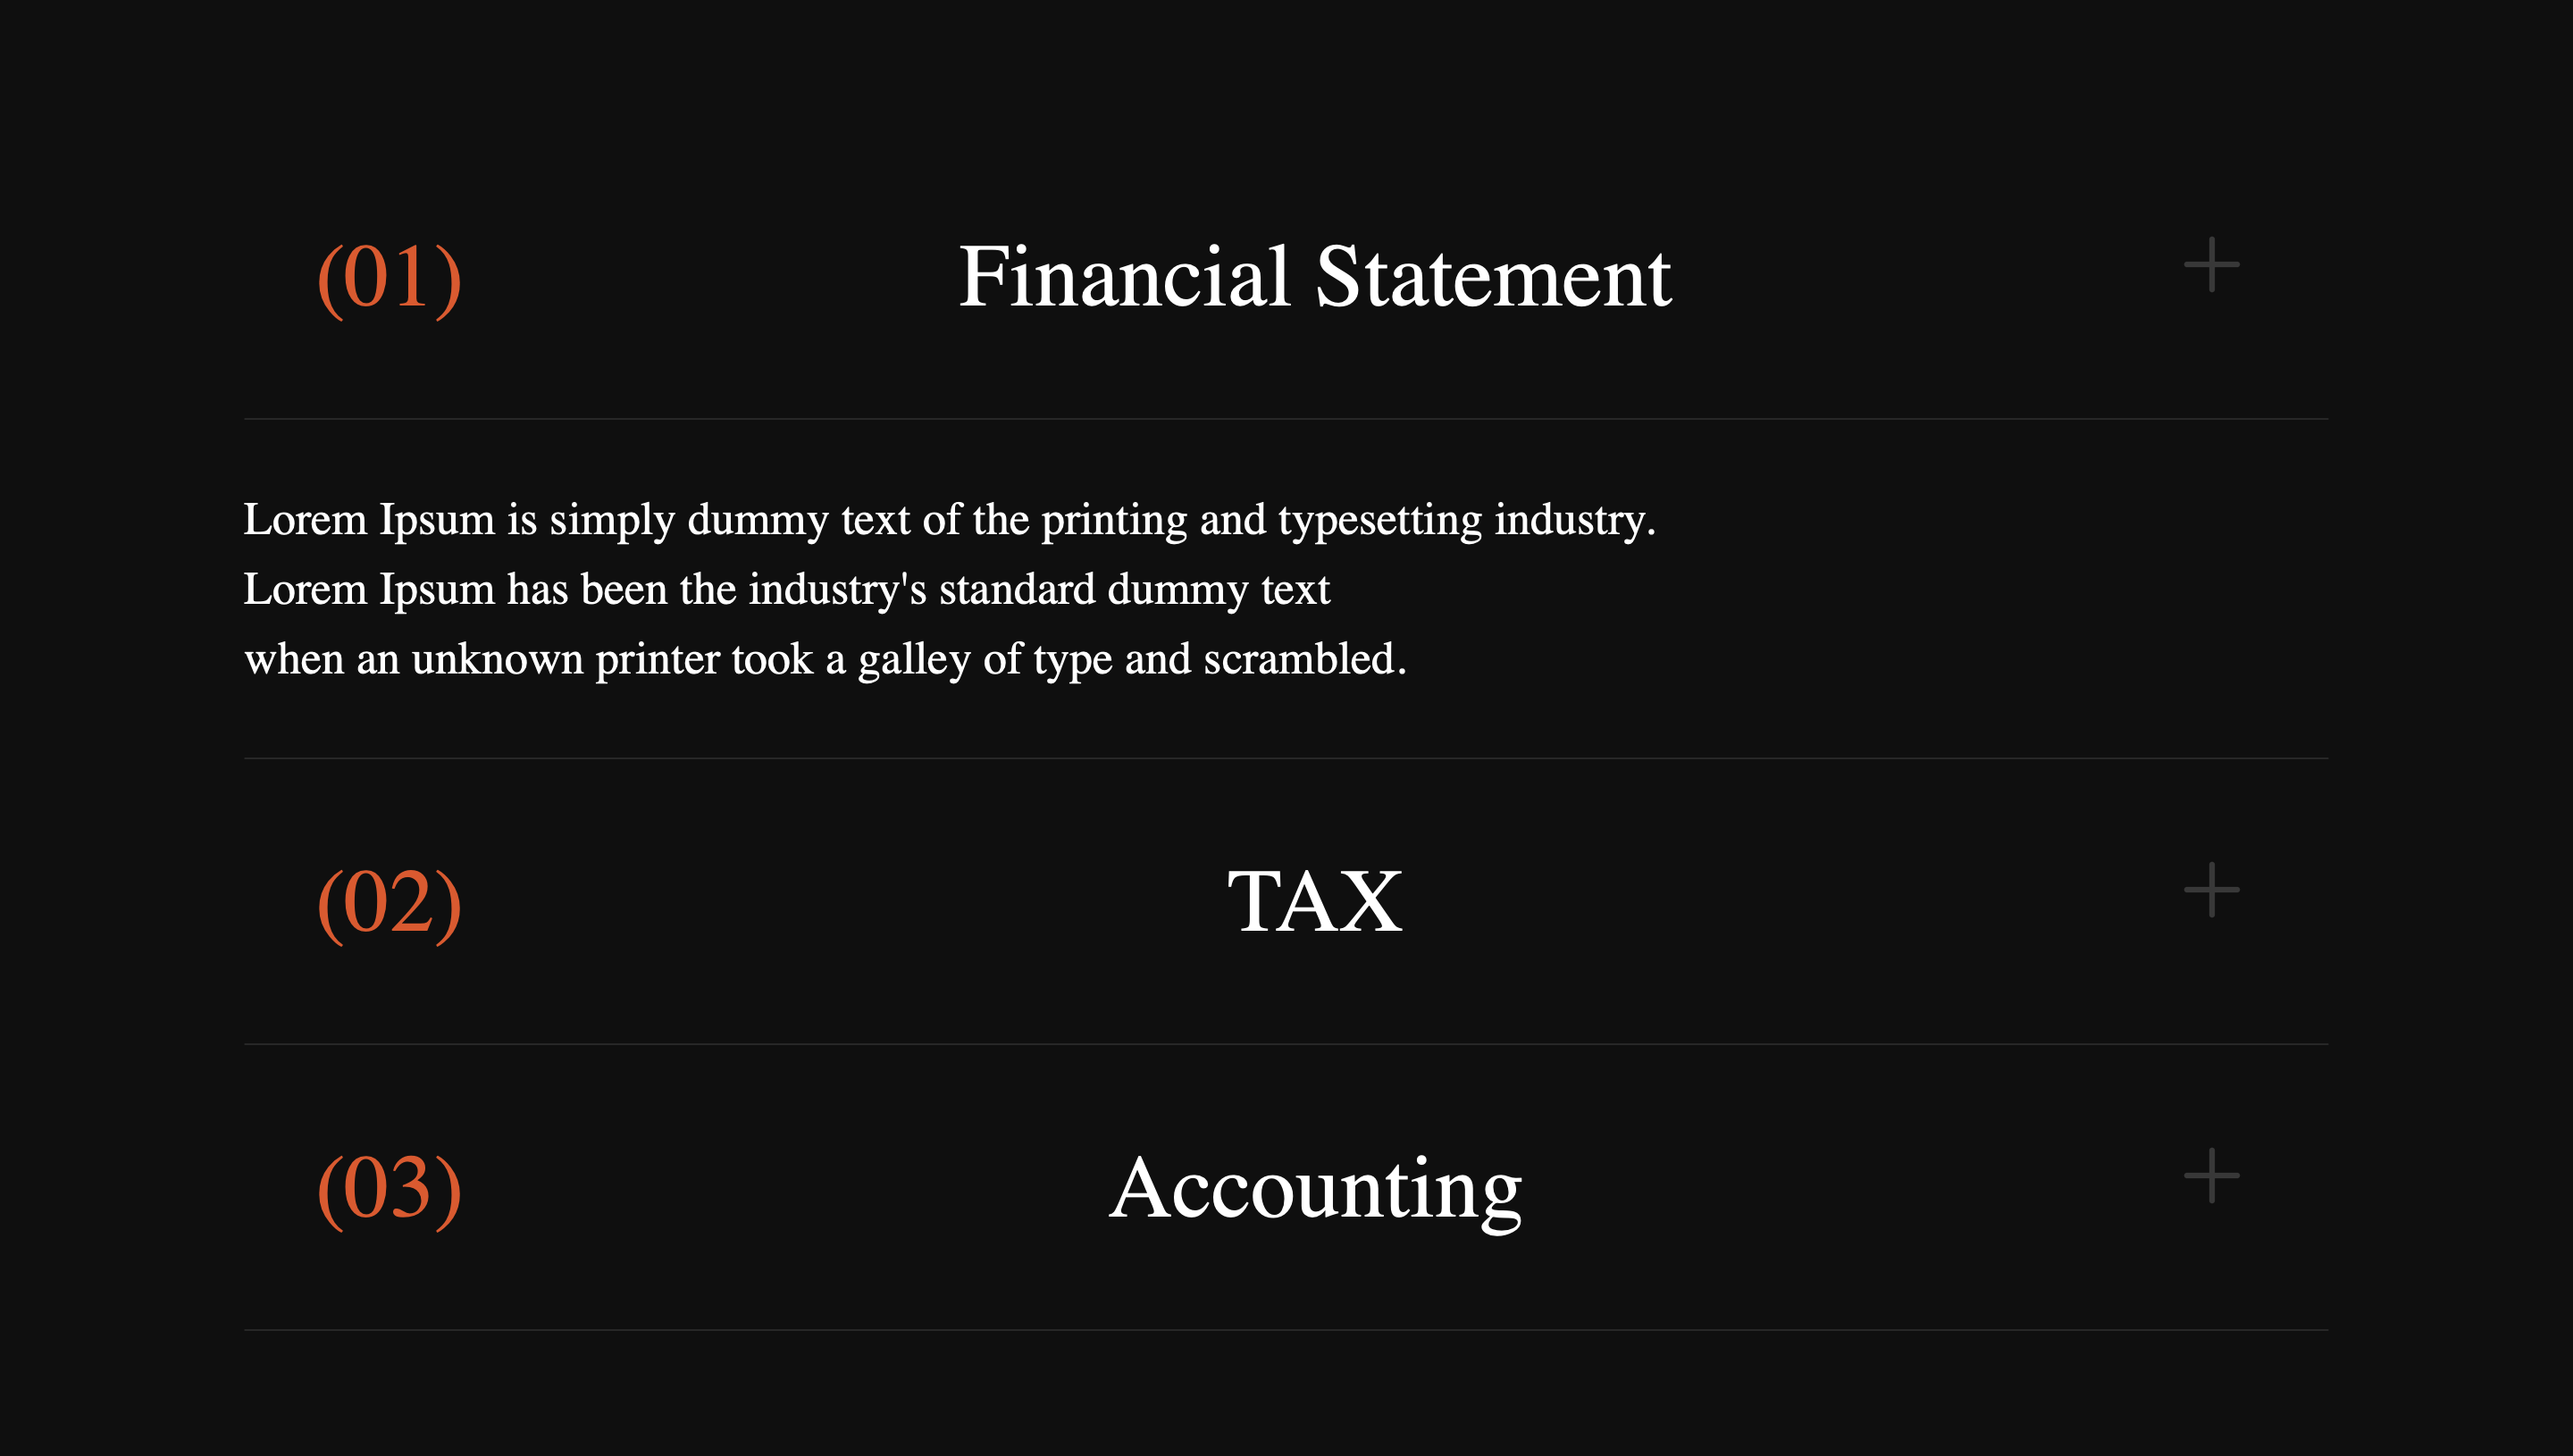 (01) Financial Statement
Lorem Ipsum is simply dummy text of the printing and typesetting industry.
Lorem Ipsum has been the industry's standard dummy text
when an unknown printer took a galley of type and scrambled.
(02) TAX
(03) Accounting